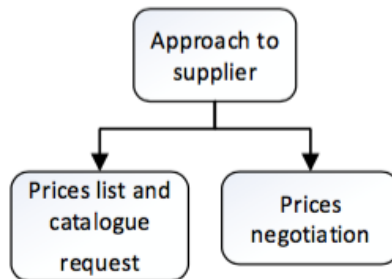 Approach to
supplier
Prices list and
catalogue
request
Prices
negotiation